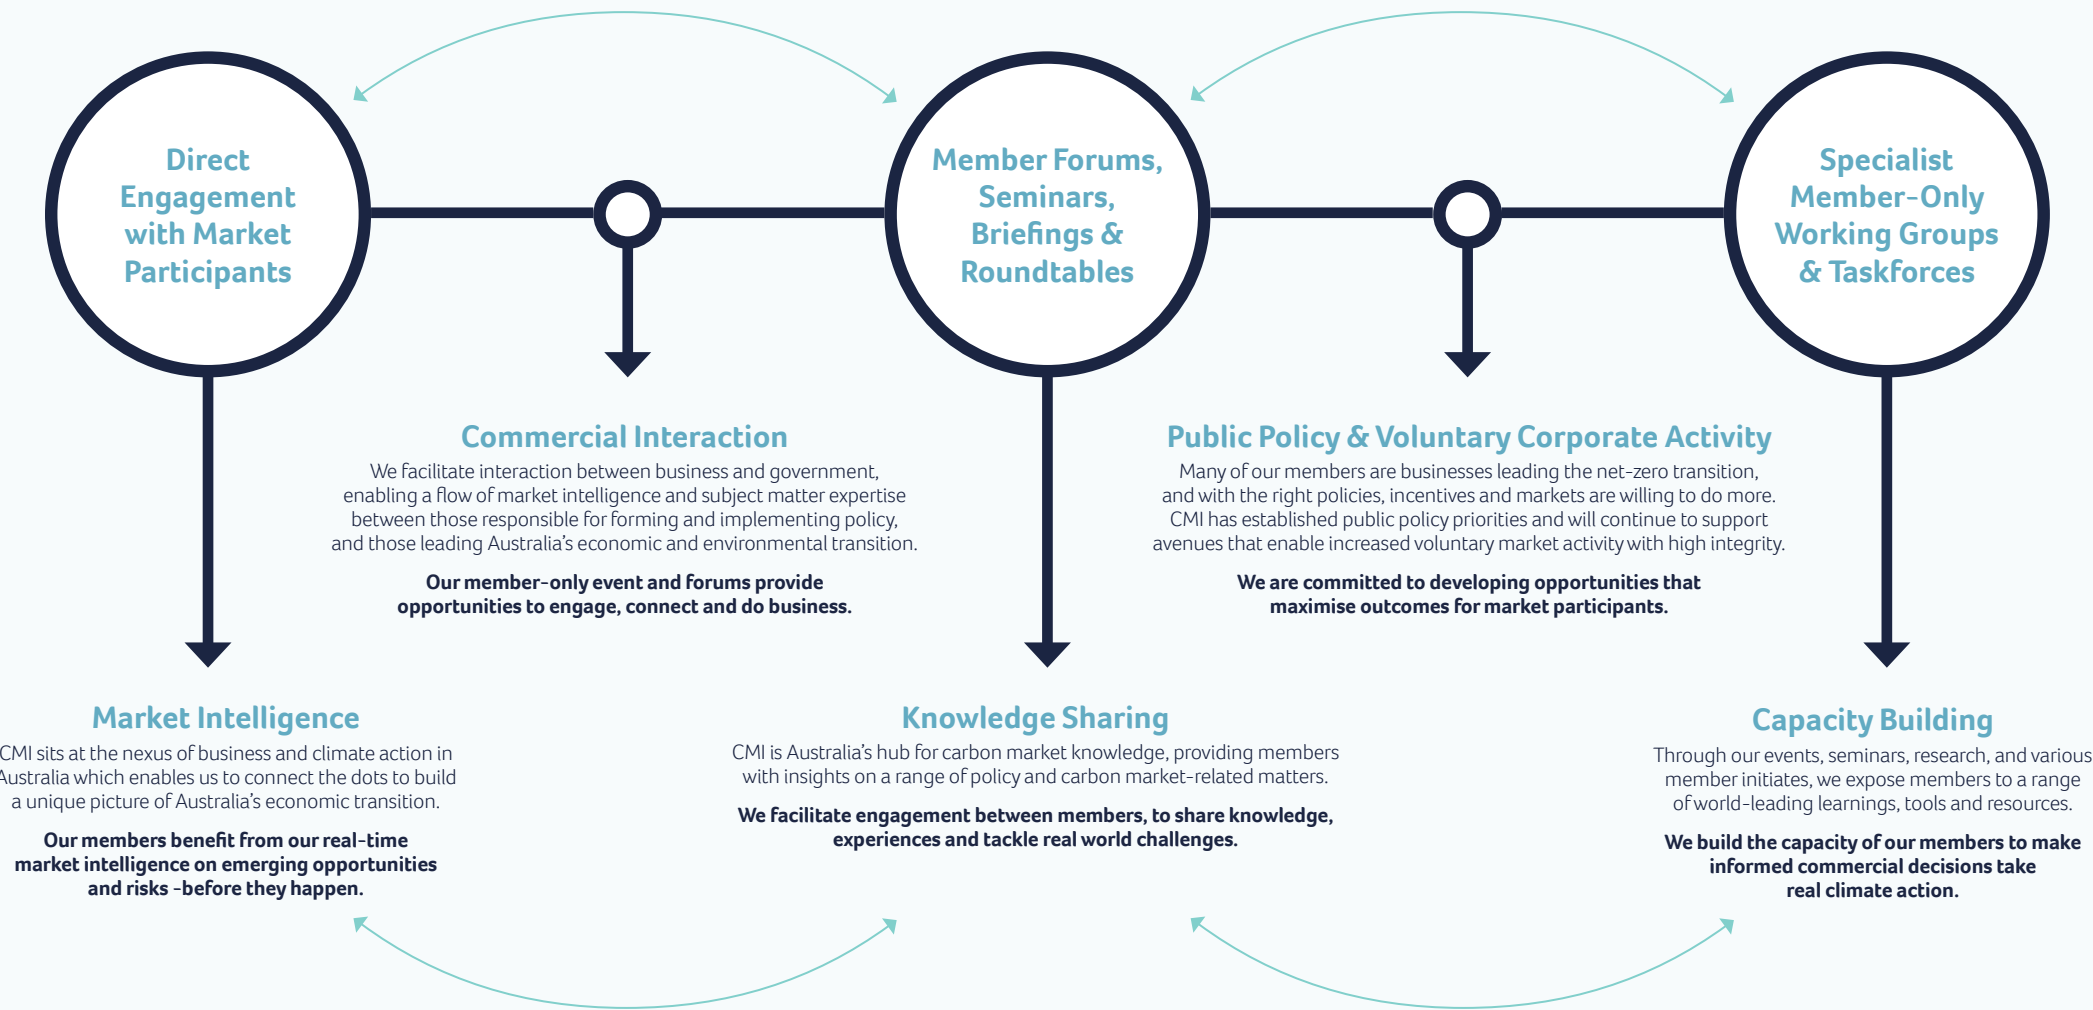 Direct
Engagement
with Market
Participants
Member Forums,
Seminars,
Briefings &
Roundtables
Specialist
Member-Only
Working Groups
& Taskforces
Commercial Interaction
We facilitate interaction between business and government,
enabling a flow of market intelligence and subject matter expertise
between those responsible for forming and implementing policy,
and those leading Australia's economic and environmental transition.
Our member-only event and forums provide
opportunities to engage, connect and do business.
Public Policy & Voluntary Corporate Activity
Many of our members are businesses leading the net-zero transition,
and with the right policies, incentives and markets are willing to do more.
CMI has established public policy priorities and will continue to support
avenues that enable increased voluntary market activity with high integrity.
We are committed to developing opportunities that
maximise outcomes for market participants.
Market Intelligence
CMI sits at the nexus of business and climate action in
Australia which enables us to connect the dots to build
a unique picture of Australia's economic transition.
Our members benefit from our real-time
market intelligence on emerging opportunities
and risks -before they happen.
Knowledge Sharing
CMI is Australia's hub for carbon market knowledge, providing members
with insights on a range of policy and carbon market-related matters.
We facilitate engagement between members, to share knowledge,
experiences and tackle real world challenges.
Capacity Building
Through our events, seminars, research, and various
member initiates, we expose members to a range
of world-leading learnings, tools and resources.
We build the capacity of our members to make
informed commercial decisions take
real climate action.